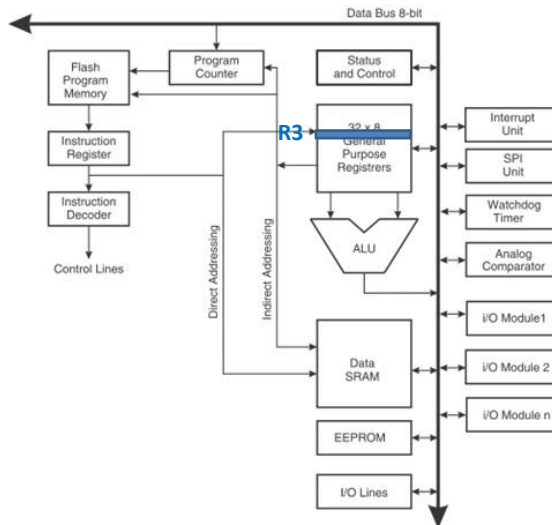 Data Bus 8-bit
Flash
Program
Memory
Program
Counter
Status
and Control
R3
32 x 8
General
Purpose
Registrers
Instruction
Register
Instruction
Decoder
Control Lines
Direct Addressing
Indirect Addressing
ALU
Data
SRAM
EEPROM
I/O Lines
Interrupt
Unit
SPI
Unit
Watchdog
Timer
Analog
Comparator
i/O Module1
i/O Module 2
i/O Module n